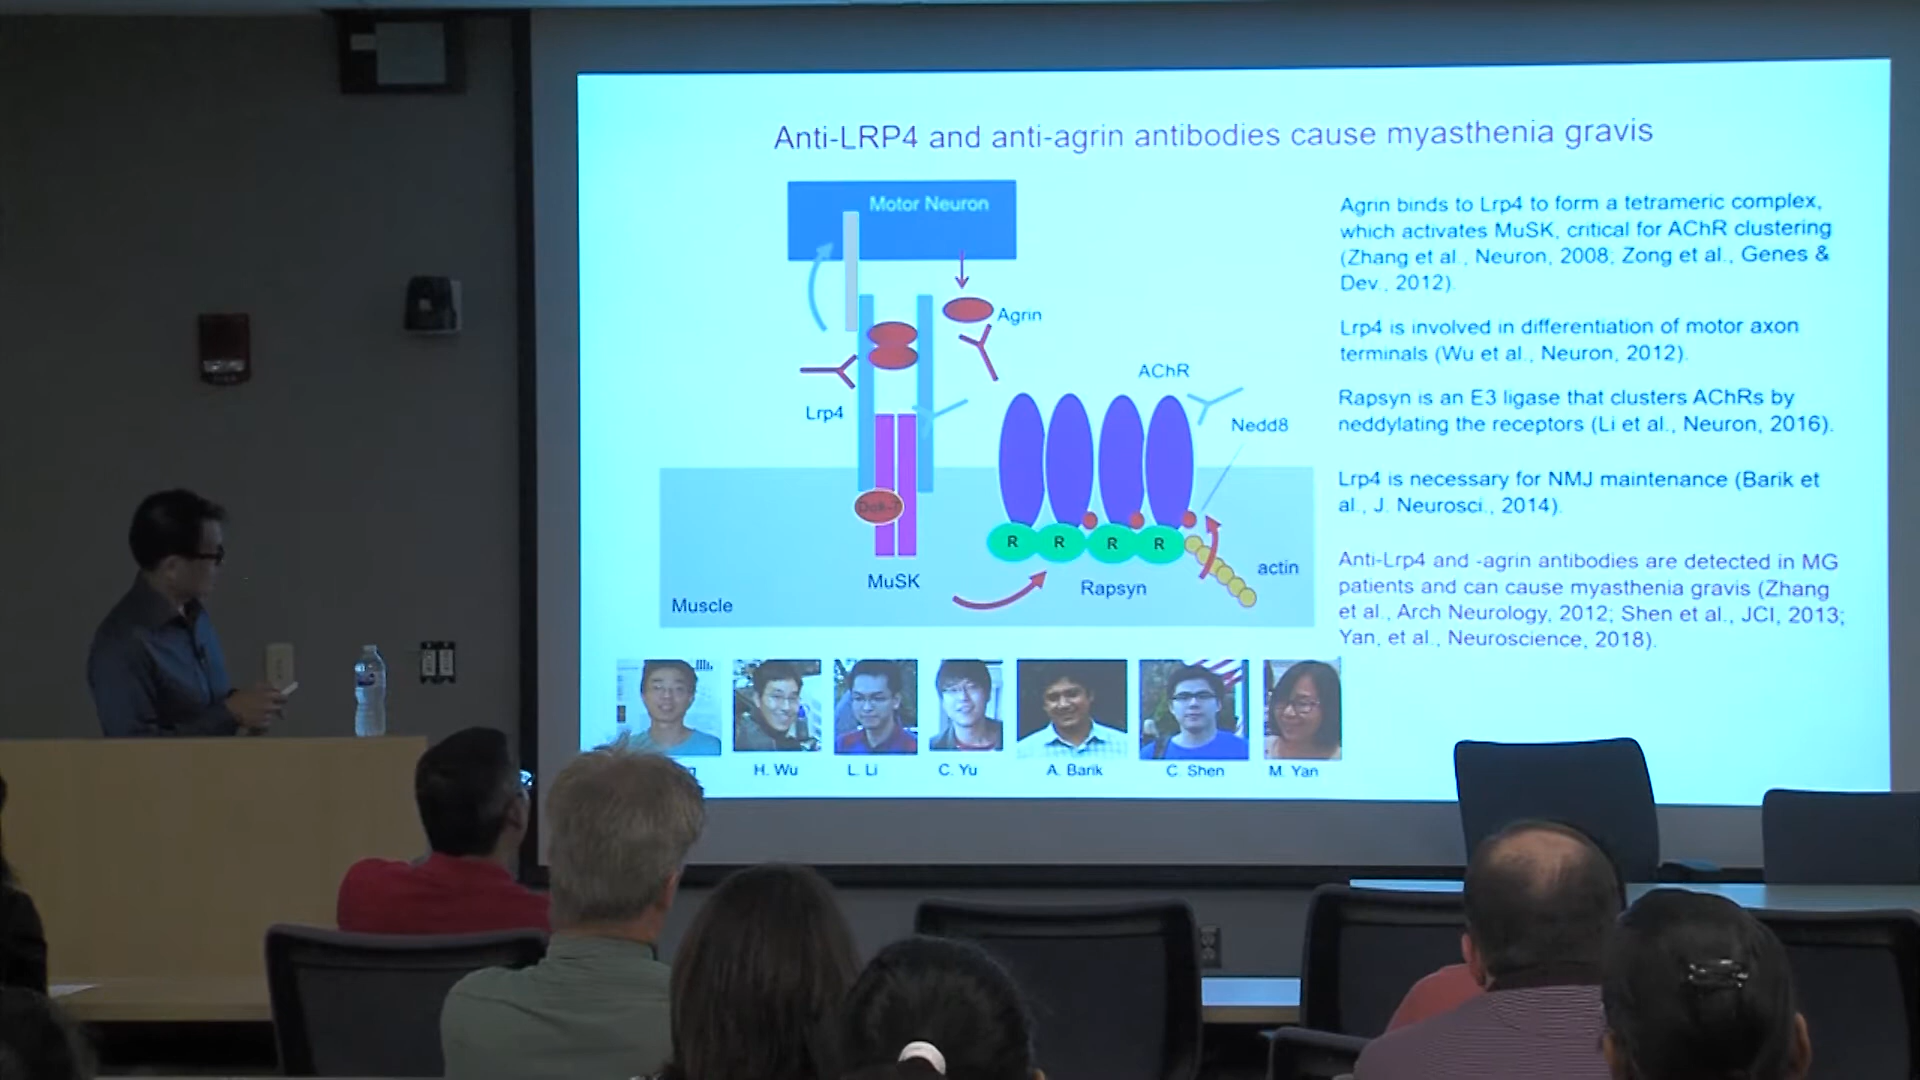 Anti-LRP4 and anti-agrin antibodies cause myasthenia gravis
Motor Neuron
Agrin
AChR
Lrp4
Nedd8
MuSK
R R R R
Rapsyn
actin
Muscle
Agrin binds to Lrp4 to form a tetrameric complex,
which activates MuSK, critical for AChR clustering
(Zhang et al., Neuron, 2008; Zong et al., Genes &
Dev., 2012).
Lrp4 is involved in differentiation of motor axon
terminals (Wu et al., Neuron, 2012).
Rapsyn is an E3 ligase that clusters AChRs by
neddylating the receptors (Li et al., Neuron, 2016).
Lrp4 is necessary for NMJ maintenance (Barik et
al., J. Neurosci., 2014).
Anti-Lrp4 and -agrin antibodies are detected in MG
patients and can cause myasthenia gravis (Zhang
et al., Arch Neurology, 2012; Shen et al., JCI, 2013;
Yan, et al., Neuroscience, 2018).
H. Wu
L. Li
C. Yu
A. Barik
C. Shen
M. Yan